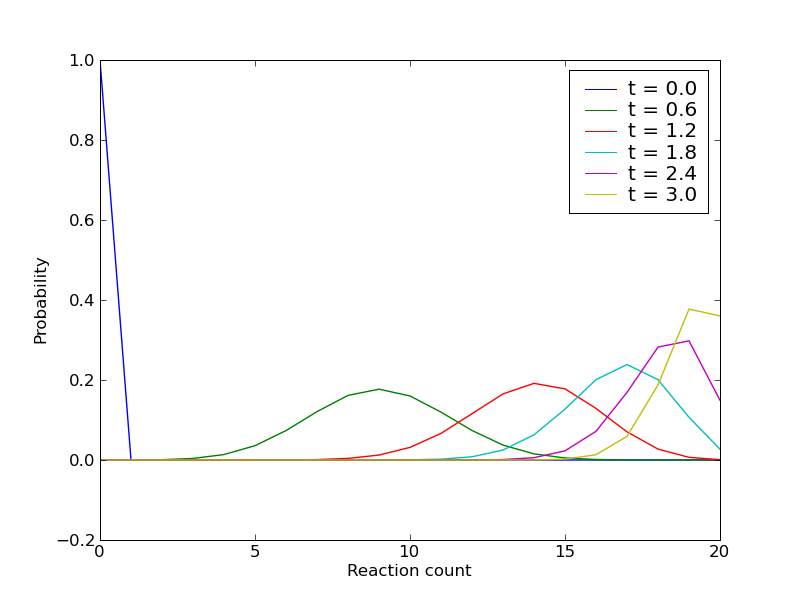 1.0
0.8
0.6
0.4
0.2
0.0
−0.2
Probability
0 5 10 15 20
Reaction count
t = 0.0
t = 0.6
t = 1.2
t = 1.8
t = 2.4
t = 3.0